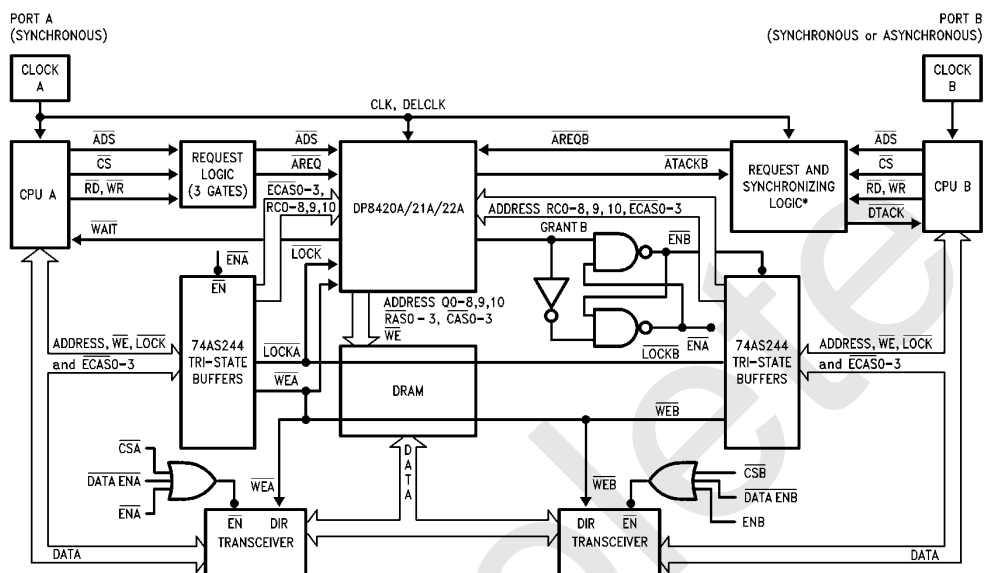 PORT A
(SYNCHRONOUS)
PORT B
(SYNCHRONOUS or ASYNCHRONOUS)
CLOCK
A
CLOCK
B
CLK, DELCLK
CPU A
ADS
CS
RD, WR
WAIT
REQUEST
LOGIC
(3 GATES)
ADS
AREQ
ECAS0-3,
RC0-8,9,10
LOCK
DP8420A/21A/22A
AREQB
ATACKB
ADDRESS RC0-8, 9, 10, ECAS0-3
GRANT B
REQUEST AND
SYNCHRONIZING
LOGIC*
ADS
CS
RD, WR
DTACK
CPU B
ENA
EN
74AS244
TRI-STATE
BUFFERS
ADDRESS, WE, LOCK
and ECAS0-3
ADDRESS Q0-8,9,10
RAS0-3, CAS0-3
WE
ENB
ENA
LOCKA
WEA
LOCKB
WEB
DRAM
74AS244
TRI-STATE
BUFFERS
ADDRESS, WE, LOCK
and ECAS0-3
CSA
DATA ENA
ENA
WEA
EN DIR
TRANSCEIVER
DATA
DATA
WEB
DIR EN
TRANSCEIVER
CSB
DATA ENB
ENB
DATA
lete